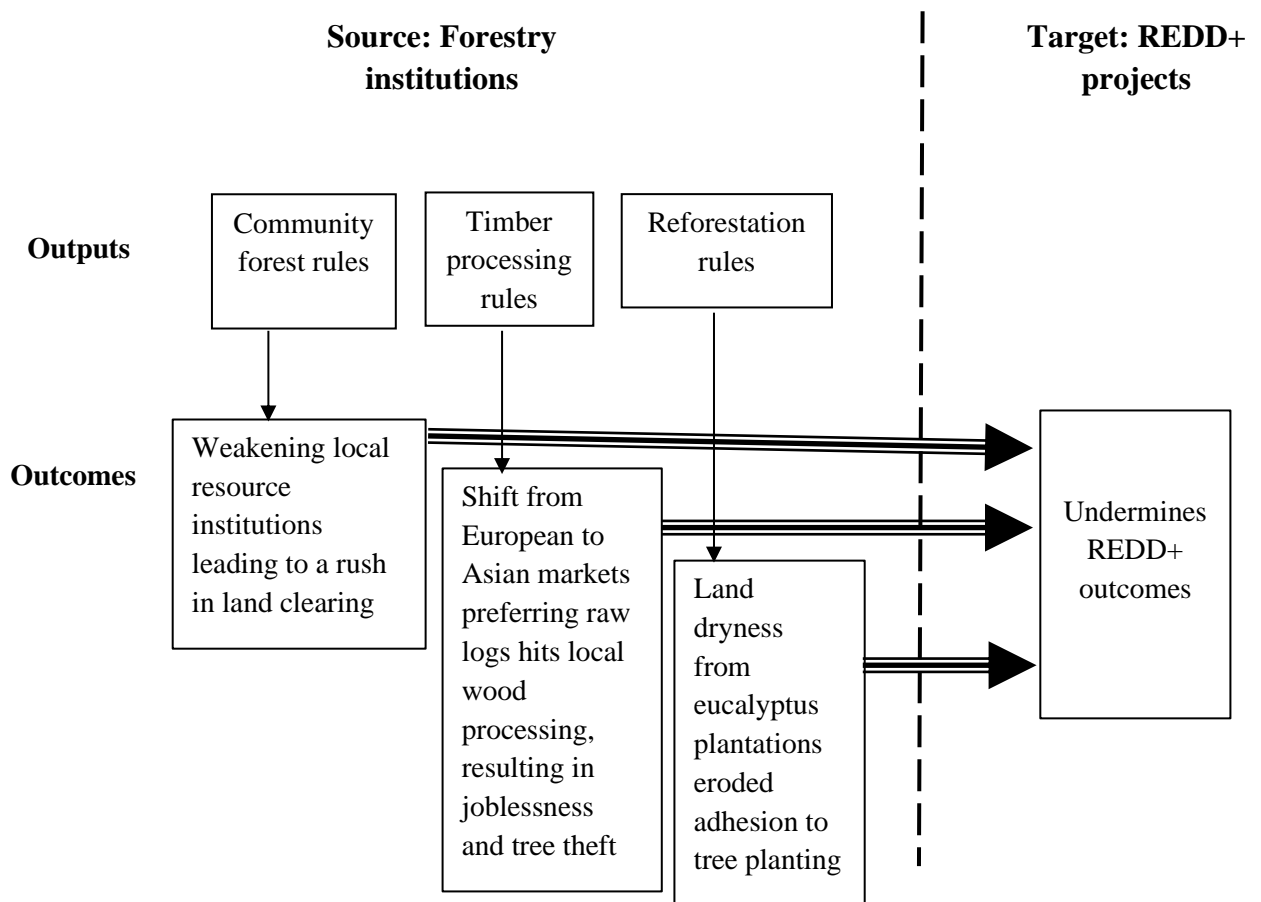 Source: Forestry
institutions
Target: REDD+
projects
Outputs
Community
forest rules
Timber
processing
rules
Reforestation
rules
Outcomes
Weakening local
resource
institutions
leading to a rush
in land clearing
Shift from
European to
Asian markets
preferring raw
logs hits local
wood
processing,
resulting in
joblessness
and tree theft
Land
dryness
from
eucalyptus
plantations
eroded
adhesion to
tree planting
Undermines
REDD+
outcomes